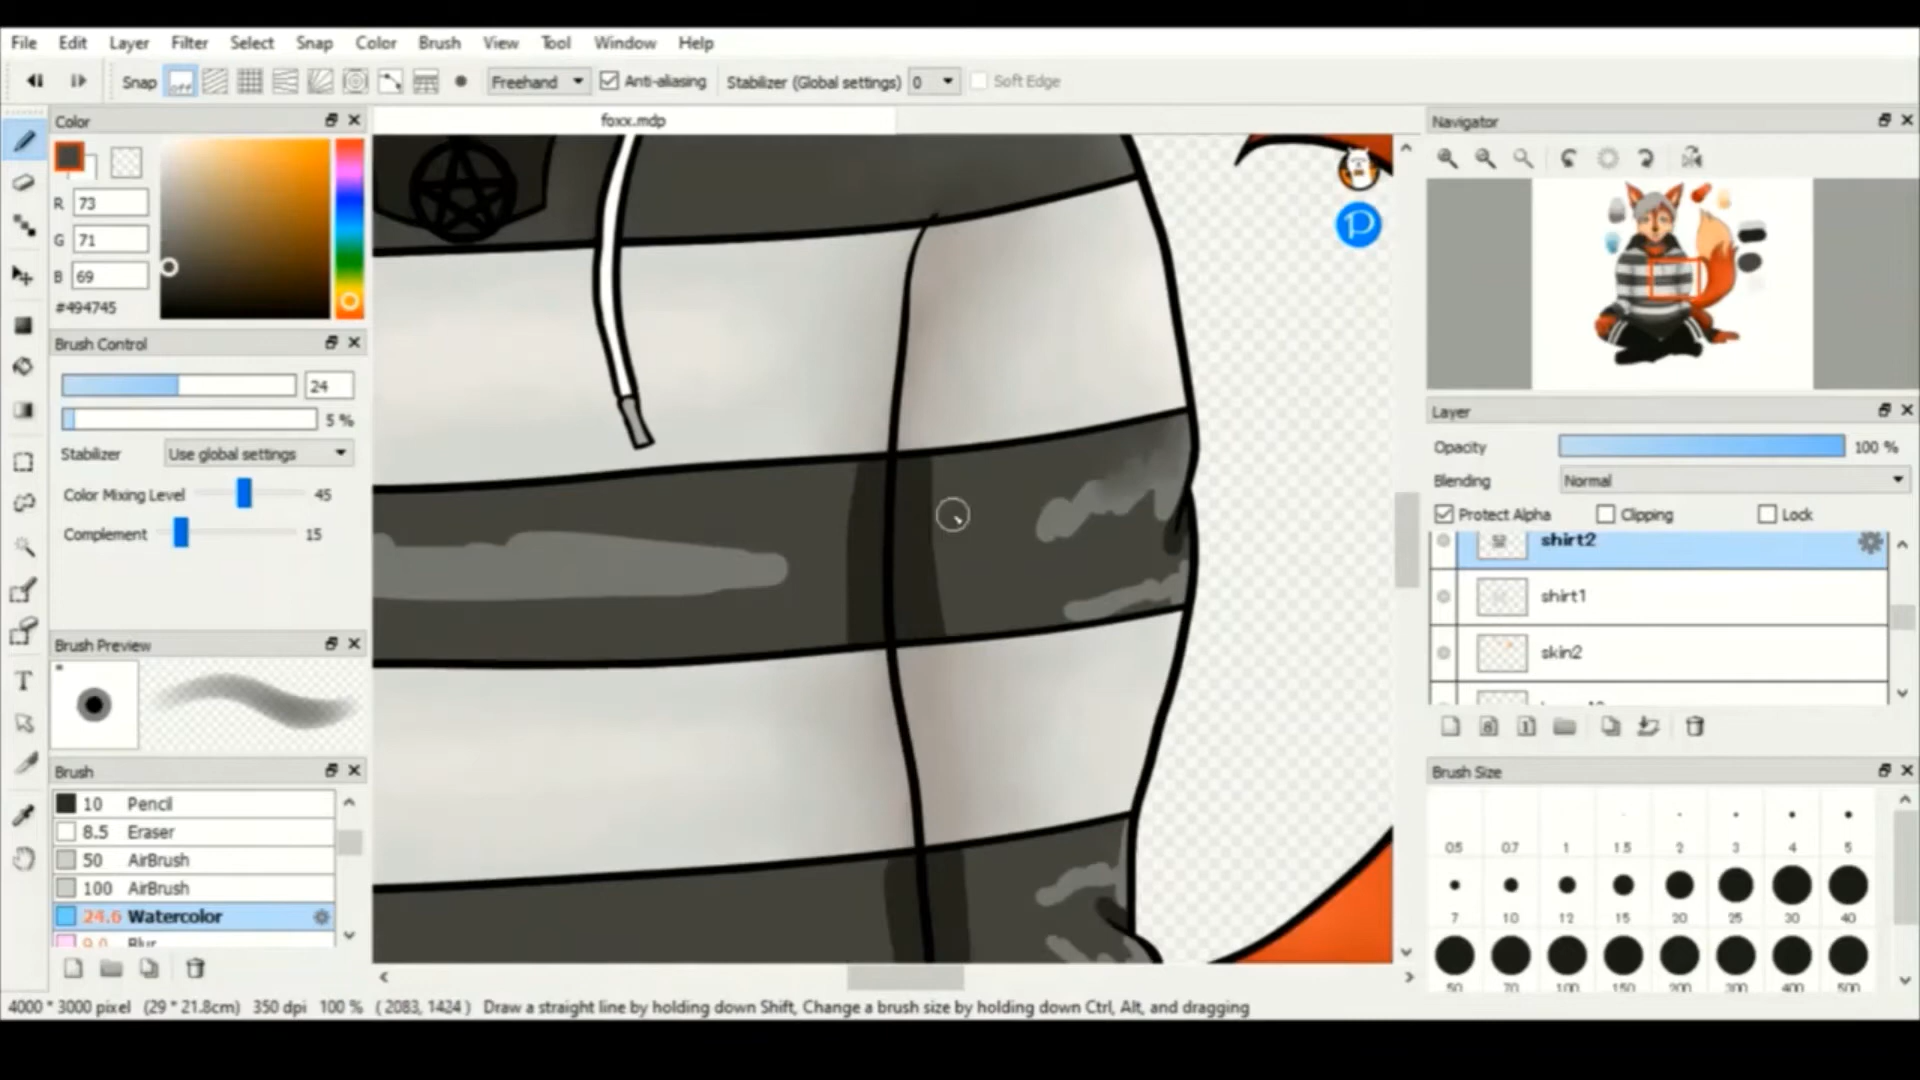 File Edit Layer Filter Select Snap Color Brush View Tool Window Help
Snap off Freehand Anti-aliasing Stabilizer (Global settings) 0 Soft Edge
Color
R 73
G 71
B 69
#494745
Brush Control
24
5 %
Stabilizer Use global settings
Color Mixing Level 45
Complement 15
Brush Preview
Brush
10 Pencil
8.5 Eraser
50 AirBrush
100 AirBrush
24.6 Watercolor
9.0 Blur
foxx.mdp
P
Navigator
Layer
Opacity 100 %
Blending Normal
Protect Alpha Clipping Lock
shirt2
shirt1
skin2
Brush Size
0.5 0.7 1 1.5 2 3 4 5
7 10 12 15 20 25 30 40
50 70 100 150 200 300 400 500
4000 * 3000 pixel (29 * 21.8cm) 350 dpi 100 % ( 2083, 1424 ) Draw a straight line by holding down Shift, Change a brush size by holding down Ctrl, Alt, and dragging